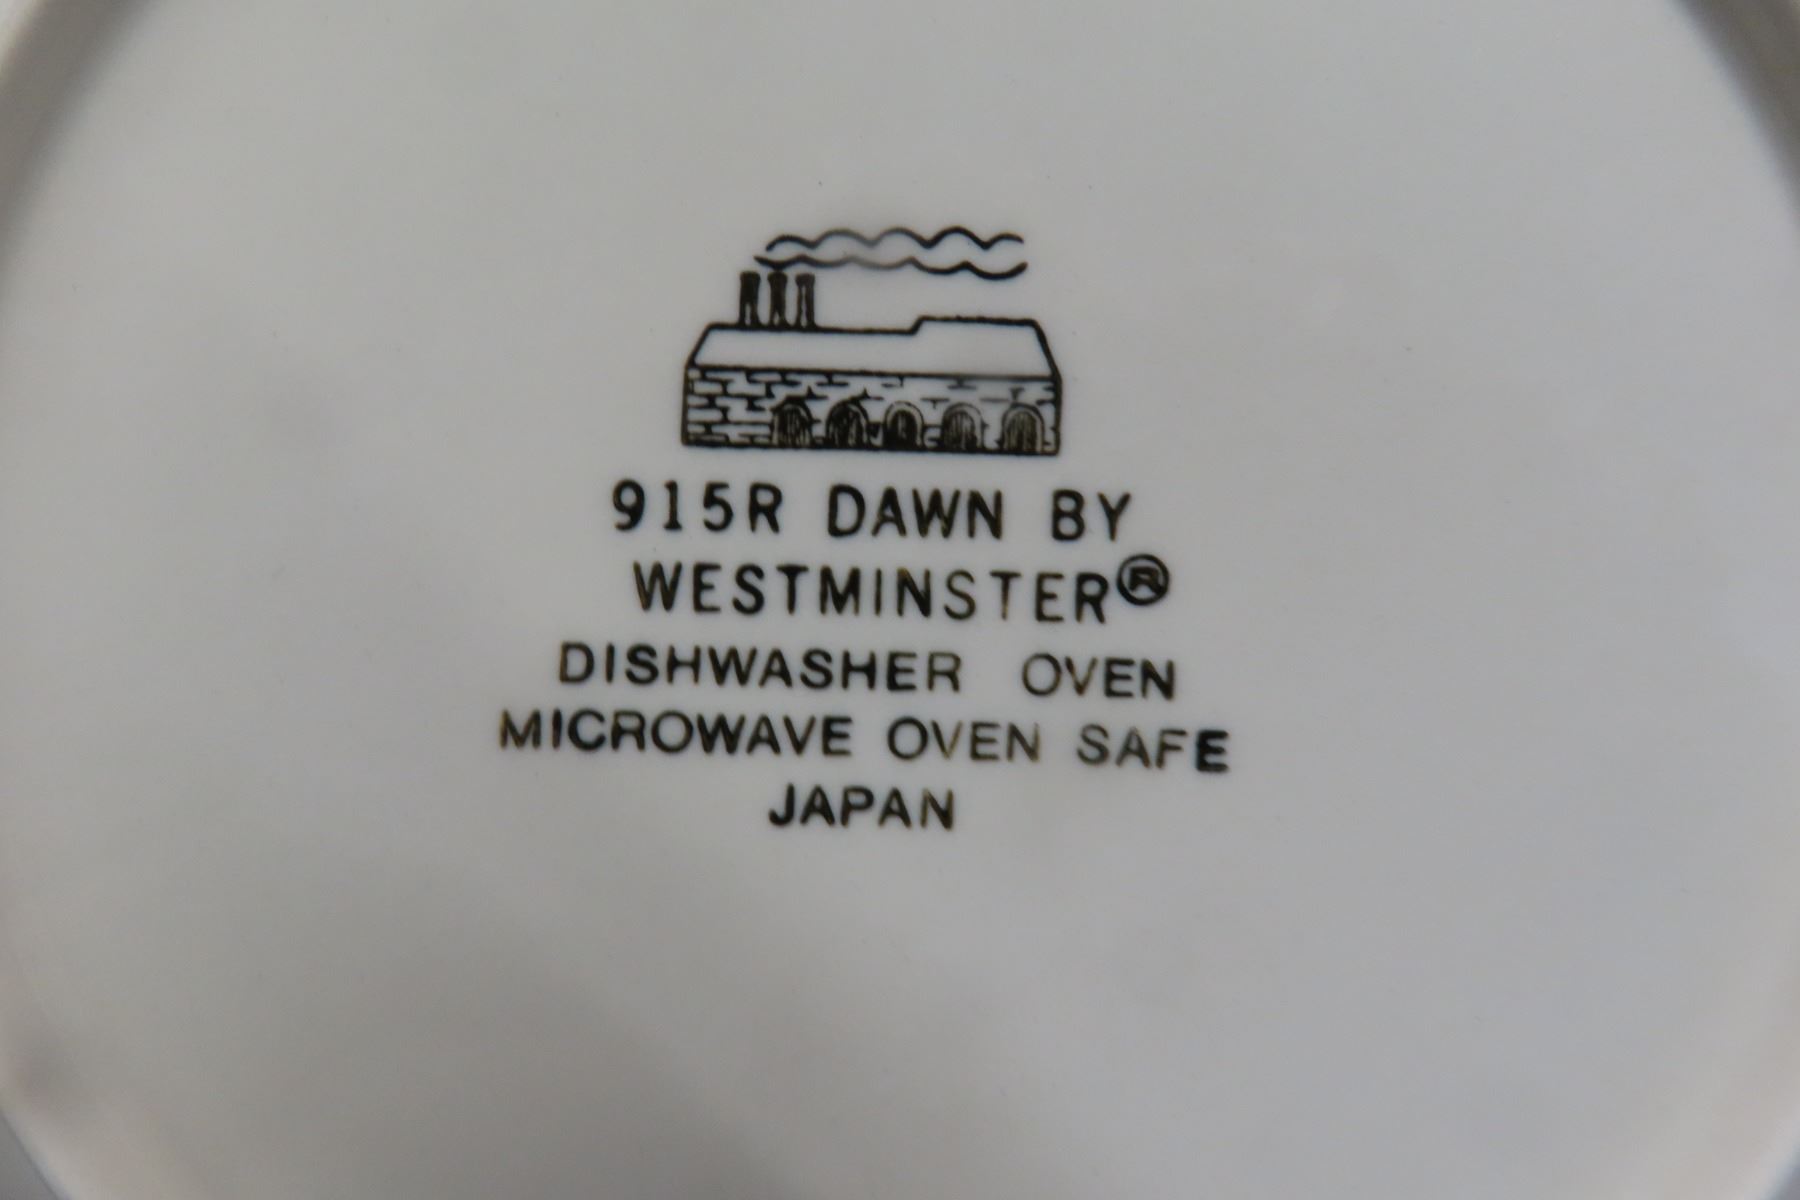 915R DAWN BY
WESTMINSTER®
DISHWASHER OVEN
MICROWAVE OVEN SAFE
JAPAN